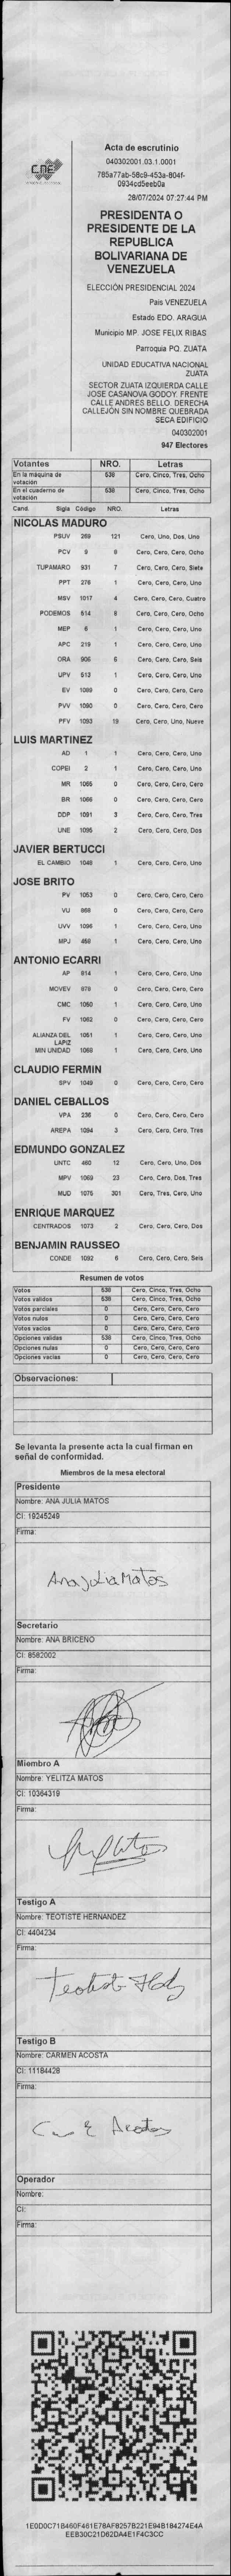 CNE
Acta de escrutinio
040302001.03.1.0001
785a77ab-58c9-453a-804f-
0934cd5eeb0a
28/07/2024 07:27:44 PM
PRESIDENTA O
PRESIDENTE DE LA
REPUBLICA
BOLIVARIANA DE
VENEZUELA
ELECCIÓN PRESIDENCIAL 2024
Pais VENEZUELA
Estado EDO. ARAGUA
Municipio MP. JOSE FELIX RIBAS
Parroquia PQ. ZUATA
UNIDAD EDUCATIVA NACIONAL
ZUATA
SECTOR ZUATA IZQUIERDA CALLE
JOSE CASANOVA GODOY. FRENTE
CALLE ANDRES BELLO. DERECHA
CALLEJÓN SIN NOMBRE QUEBRADA
SECA EDIFICIO
040302001
947 Electores
Votantes NRO. Letras
En la máquina de votación 538 Cero, Cinco, Tres, Ocho
En el cuaderno de votación 538 Cero, Cinco, Tres, Ocho
Cand. Sigla Código NRO. Letras
NICOLAS MADURO
PSUV 269 121 Cero, Uno, Dos, Uno
PCV 9 8 Cero, Cero, Cero, Ocho
TUPAMARO 931 7 Cero, Cero, Cero, Siete
PPT 276 1 Cero, Cero, Cero, Uno
MSV 1017 4 Cero, Cero, Cero, Cuatro
PODEMOS 514 8 Cero, Cero, Cero, Ocho
MEP 6 1 Cero, Cero, Cero, Uno
APC 219 1 Cero, Cero, Cero, Uno
ORA 906 6 Cero, Cero, Cero, Seis
UPV 513 1 Cero, Cero, Cero, Uno
EV 1089 0 Cero, Cero, Cero, Cero
PVV 1090 0 Cero, Cero, Cero, Cero
PFV 1093 19 Cero, Cero, Uno, Nueve
LUIS MARTINEZ
AD 1 1 Cero, Cero, Cero, Uno
COPEI 2 1 Cero, Cero, Cero, Uno
MR 1065 0 Cero, Cero, Cero, Cero
BR 1066 0 Cero, Cero, Cero, Cero
DDP 1091 3 Cero, Cero, Cero, Tres
UNE 1095 2 Cero, Cero, Cero, Dos
JAVIER BERTUCCI
EL CAMBIO 1048 1 Cero, Cero, Cero, Uno
JOSE BRITO
PV 1053 0 Cero, Cero, Cero, Cero
VU 868 0 Cero, Cero, Cero, Cero
UVV 1096 1 Cero, Cero, Cero, Uno
MPJ 458 1 Cero, Cero, Cero, Uno
ANTONIO ECARRI
AP 914 1 Cero, Cero, Cero, Uno
MOVEV 979 0 Cero, Cero, Cero, Cero
CMC 1050 1 Cero, Cero, Cero, Uno
FV 1062 0 Cero, Cero, Cero, Cero
ALIANZA DEL LAPIZ 1051 1 Cero, Cero, Cero, Uno
MIN UNIDAD 1068 1 Cero, Cero, Cero, Uno
CLAUDIO FERMIN
SPV 1049 0 Cero, Cero, Cero, Cero
DANIEL CEBALLOS
VPA 236 0 Cero, Cero, Cero, Cero
AREPA 1094 3 Cero, Cero, Cero, Tres
EDMUNDO GONZALEZ
UNTC 460 12 Cero, Cero, Uno, Dos
MPV 1069 23 Cero, Cero, Dos, Tres
MUD 1075 301 Cero, Tres, Cero, Uno
ENRIQUE MARQUEZ
CENTRADOS 1073 2 Cero, Cero, Cero, Dos
BENJAMIN RAUSSEO
CONDE 1092 6 Cero, Cero, Cero, Seis
Resumen de votos
Votos 538 Cero, Cinco, Tres, Ocho
Votos validos 538 Cero, Cinco, Tres, Ocho
Votos parciales 0 Cero, Cero, Cero, Cero
Votos nulos 0 Cero, Cero, Cero, Cero
Votos vacios 0 Cero, Cero, Cero, Cero
Opciones validas 538 Cero, Cinco, Tres, Ocho
Opciones nulas 0 Cero, Cero, Cero, Cero
Opciones vacias 0 Cero, Cero, Cero, Cero
Observaciones:
Se levanta la presente acta la cual firman en
señal de conformidad.
Miembros de la mesa electoral
Presidente
Nombre: ANA JULIA MATOS
CI: 19245249
Firma:
Ana Julia Matos
Secretario
Nombre: ANA BRICEÑO
CI: 8582002
Firma:
Miembro A
Nombre: YELITZA MATOS
CI: 10364319
Firma:
Testigo A
Nombre: TEOTISTE HERNANDEZ
CI: 4404234
Firma:
Testigo B
Nombre: CARMEN ACOSTA
CI: 11184428
Firma:
Operador
Nombre:
CI:
Firma:
1E0D0C71B460F461E76AF8257B221E94B184274E4A
EEB30C21D62DA4E1F4C3CC